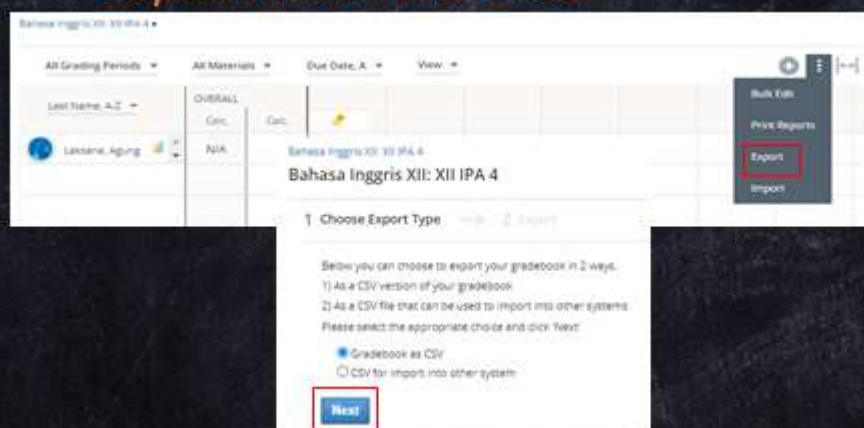 Bahasa Inggris XII: XII IPA 4
All Grading Periods
All Materials
Due Date, A
View
Last Name, A-Z
OVERALL
Calc.
Calc.
Laksana, Agung
N/A
Bulk Edit
Print Reports
Export
Import
Bahasa Inggris XII: XII IPA 4
Bahasa Inggris XII: XII IPA 4
1 Choose Export Type
2 Export
Below you can choose to export your gradebook in 2 ways.
1) As a CSV version of your gradebook
2) As a CSV file that can be used to import into other systems
Please select the appropriate choice and click 'Next'
Gradebook as CSV
CSV for import into other system
Next